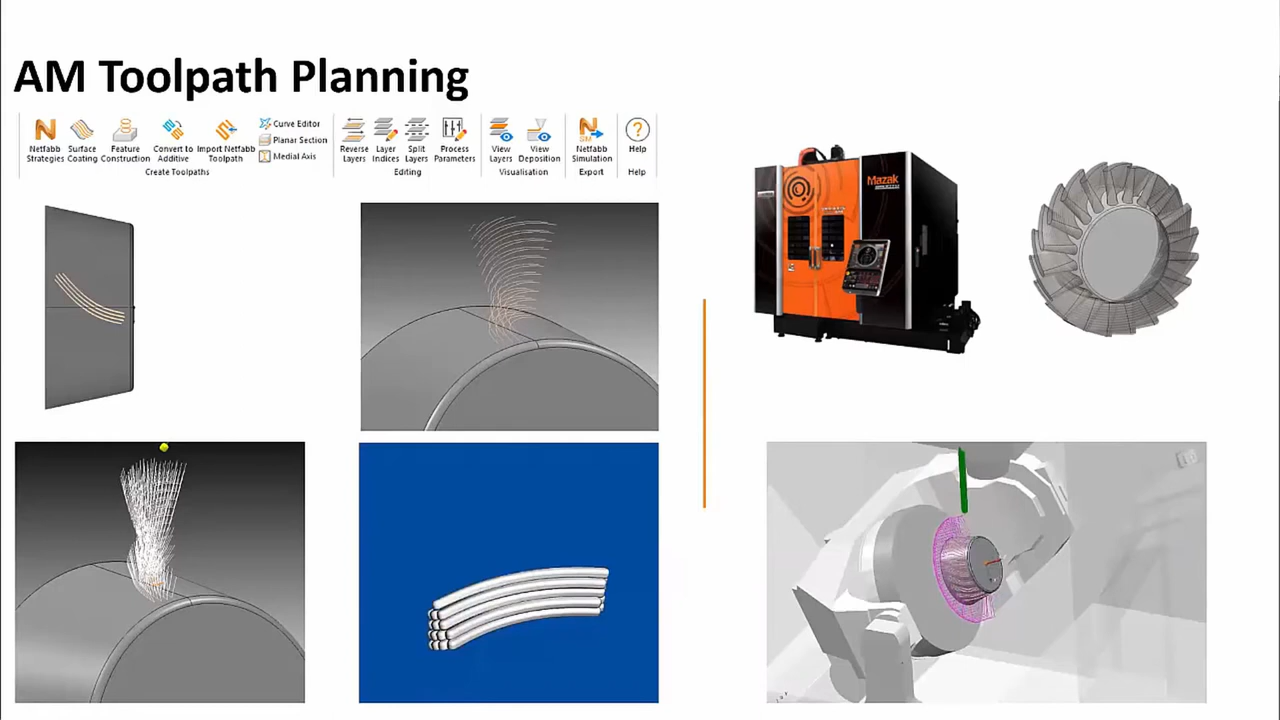 AM Toolpath Planning
Netfabb Strategies
Surface Coating
Feature Construction
Convert to Additive
Import Netfabb Toolpath
Curve Editor
Planar Section
Medial Axis
Create Toolpaths
Reverse Layers
Layer Indices
Split Layers
Process Parameters
Editing
View Layers
View Deposition
Visualisation
SIM
Netfabb Simulation
Export
Help
Help
Mazak